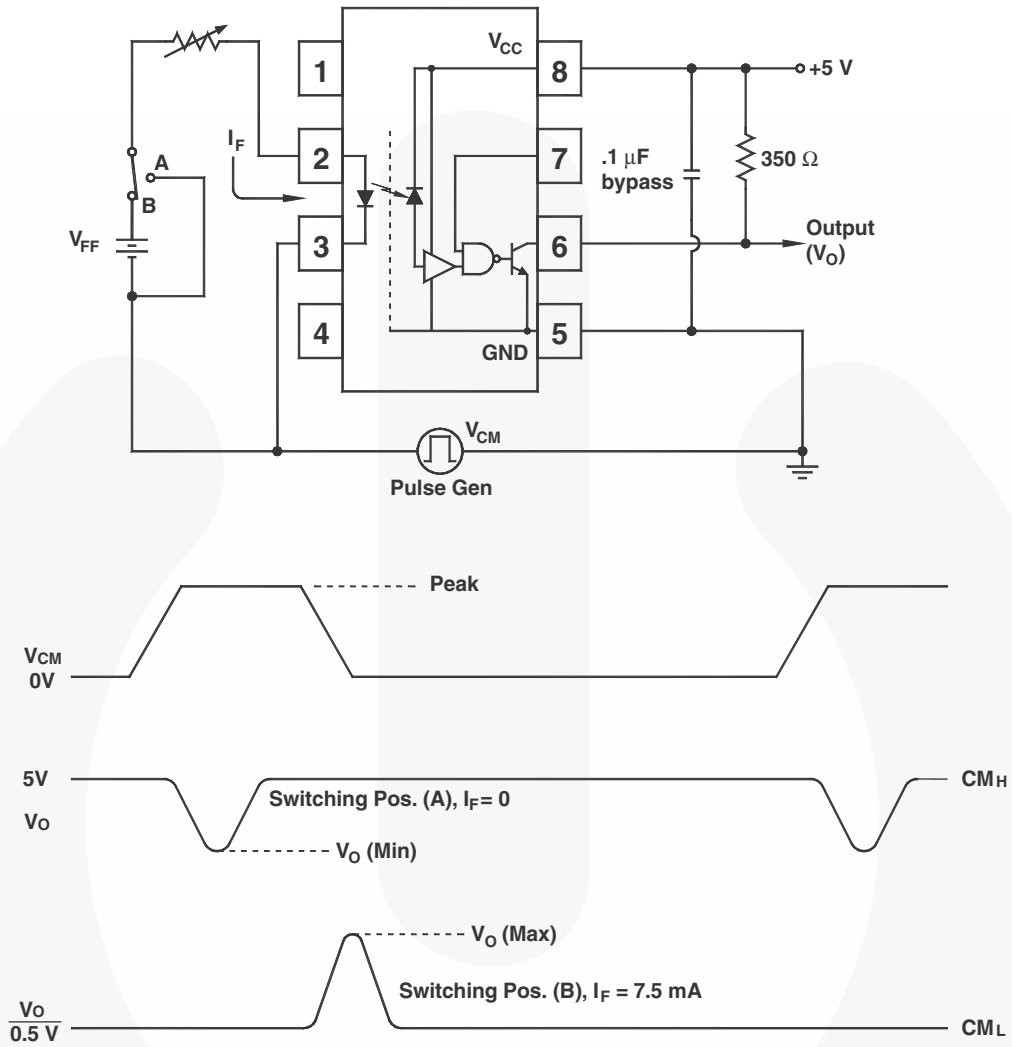 V_CC
1
8
+5 V
A
I_F
2
7
.1 μF
bypass
350 Ω
B
V_FF
3
6
Output
(V_O)
4
5
GND
V_CM
Pulse Gen
Peak
V_CM
0V
5V
V_O
Switching Pos. (A), I_F = 0
CM_H
V_O (Min)
V_O (Max)
Switching Pos. (B), I_F = 7.5 mA
V_O
0.5 V
CM_L